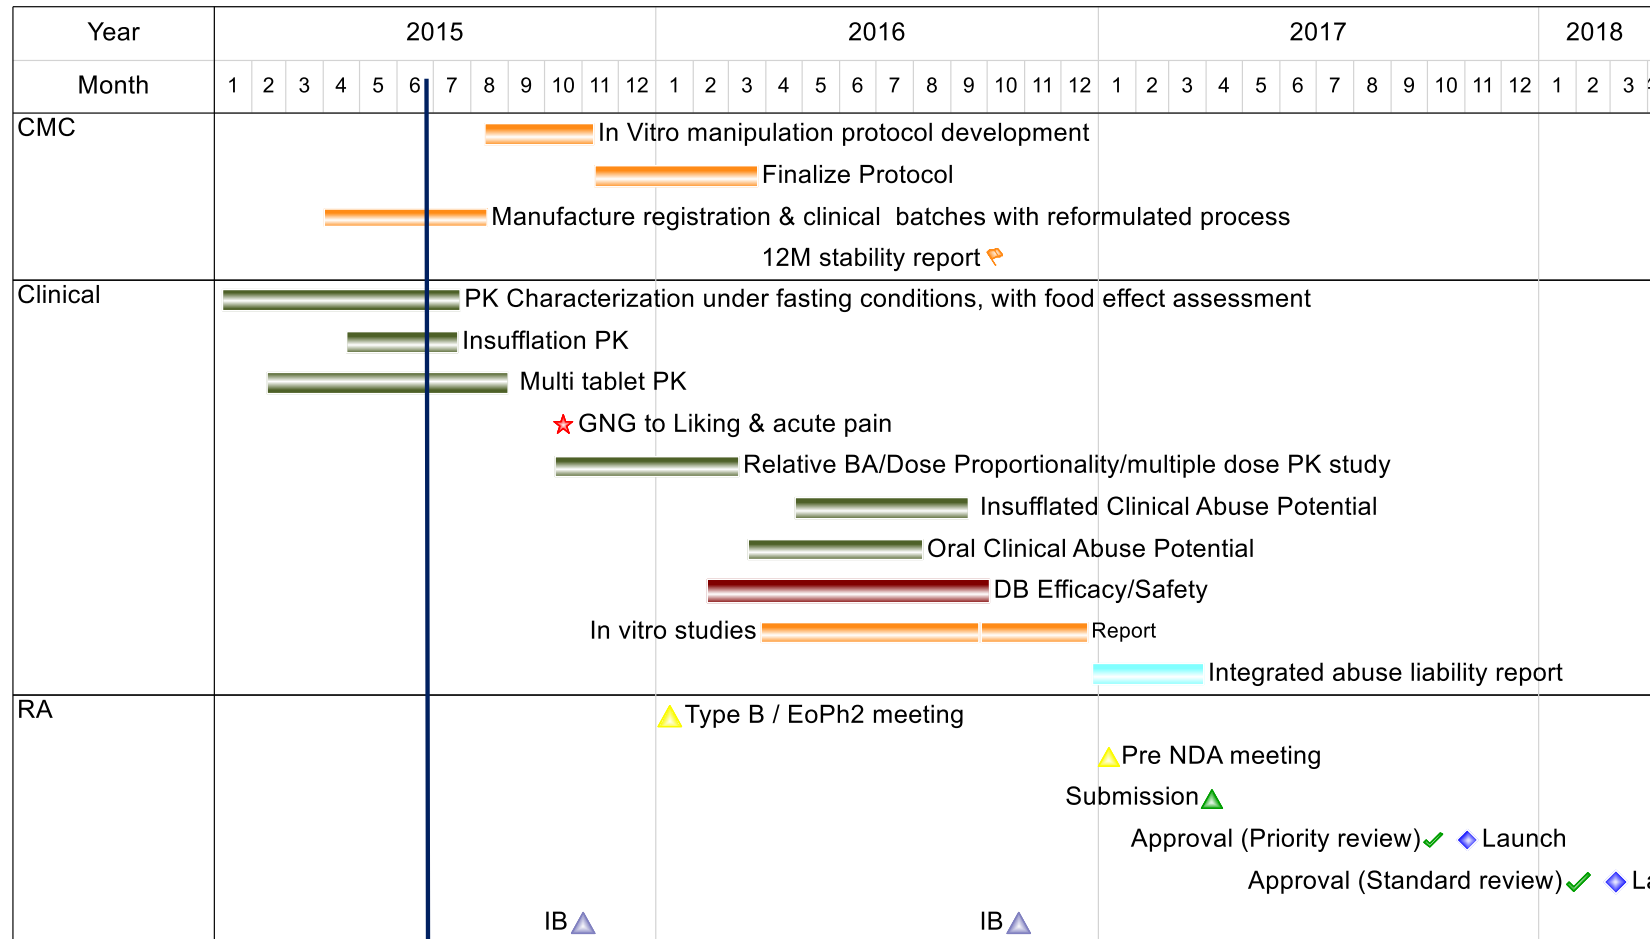 Year 2015 2016 2017 2018
Month 1 2 3 4 5 6 7 8 9 10 11 12 1 2 3 4 5 6 7 8 9 10 11 12 1 2 3 4 5 6 7 8 9 10 11 12 1 2 3
CMC
In Vitro manipulation protocol development
Finalize Protocol
Manufacture registration & clinical batches with reformulated process
12M stability report
Clinical
PK Characterization under fasting conditions, with food effect assessment
Insufflation PK
Multi tablet PK
GNG to Liking & acute pain
Relative BA/Dose Proportionality/multiple dose PK study
Insufflated Clinical Abuse Potential
Oral Clinical Abuse Potential
DB Efficacy/Safety
In vitro studies Report
Integrated abuse liability report
RA
Type B / EoPh2 meeting
Pre NDA meeting
Submission
Approval (Priority review) Launch
Approval (Standard review) La
IB IB